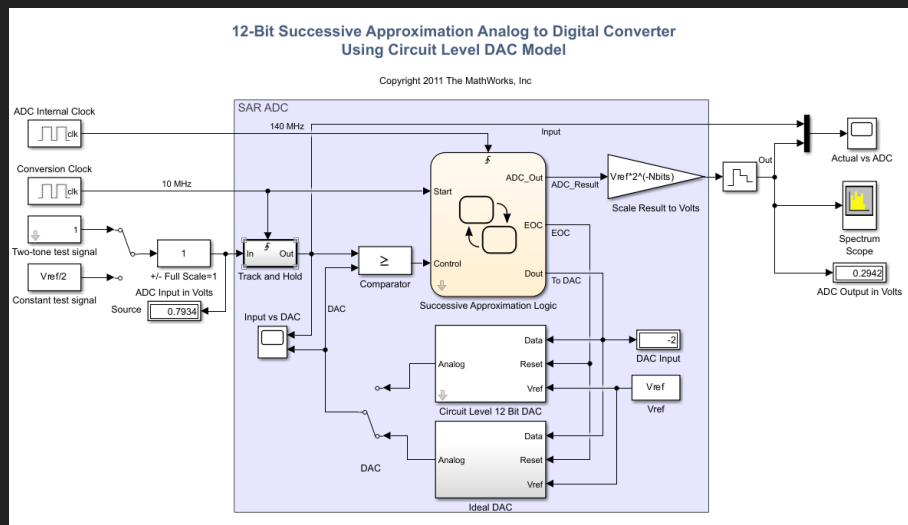 12-Bit Successive Approximation Analog to Digital Converter
Using Circuit Level DAC Model
Copyright 2011 The MathWorks, Inc
SAR ADC
ADC Internal Clock
clk
140 MHz
Input
Conversion Clock
clk
10 MHz
Start
ADC_Out
ADC_Result
Vref*2^(-Nbits)
Scale Result to Volts
Out
Actual vs ADC
1
Two-tone test signal
1
+/- Full Scale=1
In
Out
Track and Hold
≥
Comparator
Control
EOC
EOC
Dout
To DAC
Successive Approximation Logic
Spectrum
Scope
0.2942
ADC Output in Volts
Vref/2
Constant test signal
ADC Input in Volts
Source
0.7934
DAC
Input vs DAC
Analog
Data
Reset
Vref
Circuit Level 12 Bit DAC
-2
DAC Input
Vref
Vref
DAC
Analog
Data
Reset
Vref
Ideal DAC